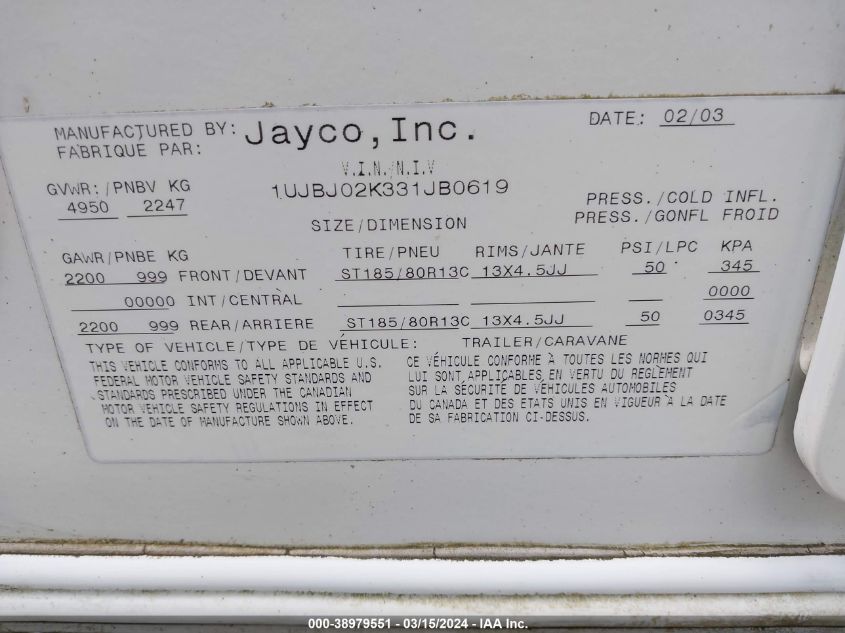 MANUFACTURED BY: Jayco, Inc. DATE: 02/03
FABRIQUE PAR:
V.I.N./N.I.V
GVWR:/PNBV KG 1UJBJ02K331JB0619
4950 2247
PRESS./COLD INFL.
SIZE/DIMENSION PRESS./GONFL FROID
GAWR/PNBE KG TIRE/PNEU RIMS/JANTE PSI/LPC KPA
2200 999 FRONT/DEVANT ST185/80R13C 13X4.5JJ 50 345
00000 INT/CENTRAL 0000
2200 999 REAR/ARRIERE ST185/80R13C 13X4.5JJ 50 0345
TYPE OF VEHICLE/TYPE DE VÉHICULE: TRAILER/CARAVANE
THIS VEHICLE CONFORMS TO ALL APPLICABLE U.S.
FEDERAL MOTOR VEHICLE SAFETY STANDARDS AND
STANDARDS PRESCRIBED UNDER THE CANADIAN
MOTOR VEHICLE SAFETY REGULATIONS IN EFFECT
ON THE DATE OF MANUFACTURE SHOWN ABOVE.
CE VÉHICULE CONFORME À TOUTES LES NORMES QUI
LUI SONT APPLICABLES EN VERTU DU REGLEMENT
SUR LA SÉCURITÉ DE VÉHICULES AUTOMOBILES
DU CANADA ET DES ETATS UNIS EN VIGUEUR A LA DATE
DE SA FABRICATION CI-DESSUS.
000-38979551 - 03/15/2024 - IAA Inc.